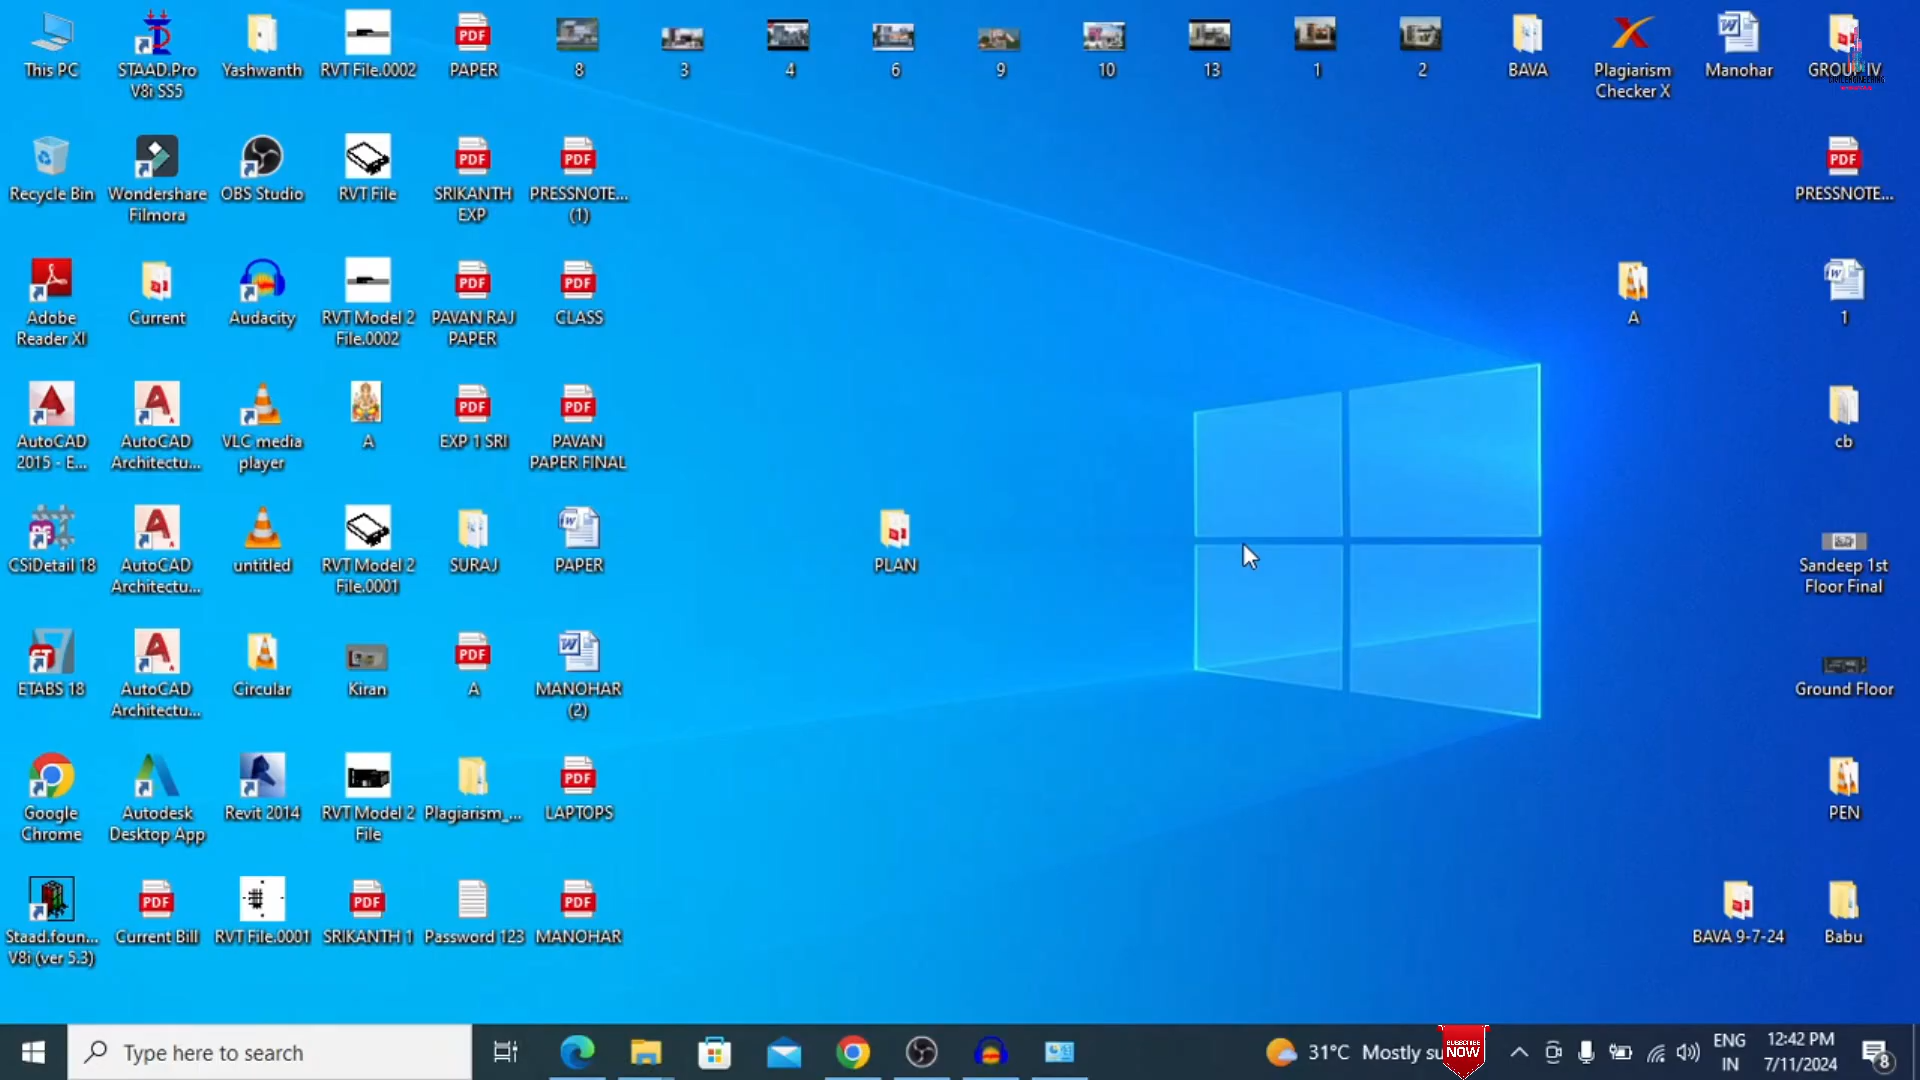 This PC
STAAD.Pro
V8i SS5
Yashwanth
RVT File.0002
PAPER
8
3
4
6
9
10
13
1
2
BAVA
Plagiarism
Checker X
Manohar
GROUP IV
Recycle Bin
Wondershare
Filmora
OBS Studio
RVT File
SRIKANTH
EXP
PRESSNOTE...
(1)
PRESSNOTE...
Adobe
Reader XI
Current
Audacity
RVT Model 2
File.0002
PAVAN RAJ
PAPER
CLASS
A
1
AutoCAD
2015 - E...
AutoCAD
Architectu...
VLC media
player
A
EXP 1 SRI
PAVAN
PAPER FINAL
cb
CSiDetail 18
AutoCAD
Architectu...
untitled
RVT Model 2
File.0001
SURAJ
PAPER
PLAN
Sandeep 1st
Floor Final
ETABS 18
AutoCAD
Architectu...
Circular
Kiran
A
MANOHAR
(2)
Ground Floor
Google
Chrome
Autodesk
Desktop App
Revit 2014
RVT Model 2
File
Plagiarism_...
LAPTOPS
PEN
Staad.foun...
V8i (ver 5.3)
Current Bill
RVT File.0001
SRIKANTH 1
Password 123
MANOHAR
BAVA 9-7-24
Babu
Type here to search
31°C Mostly su
SUBSCRIBE
NOW
ENG
IN
12:42 PM
7/11/2024
8